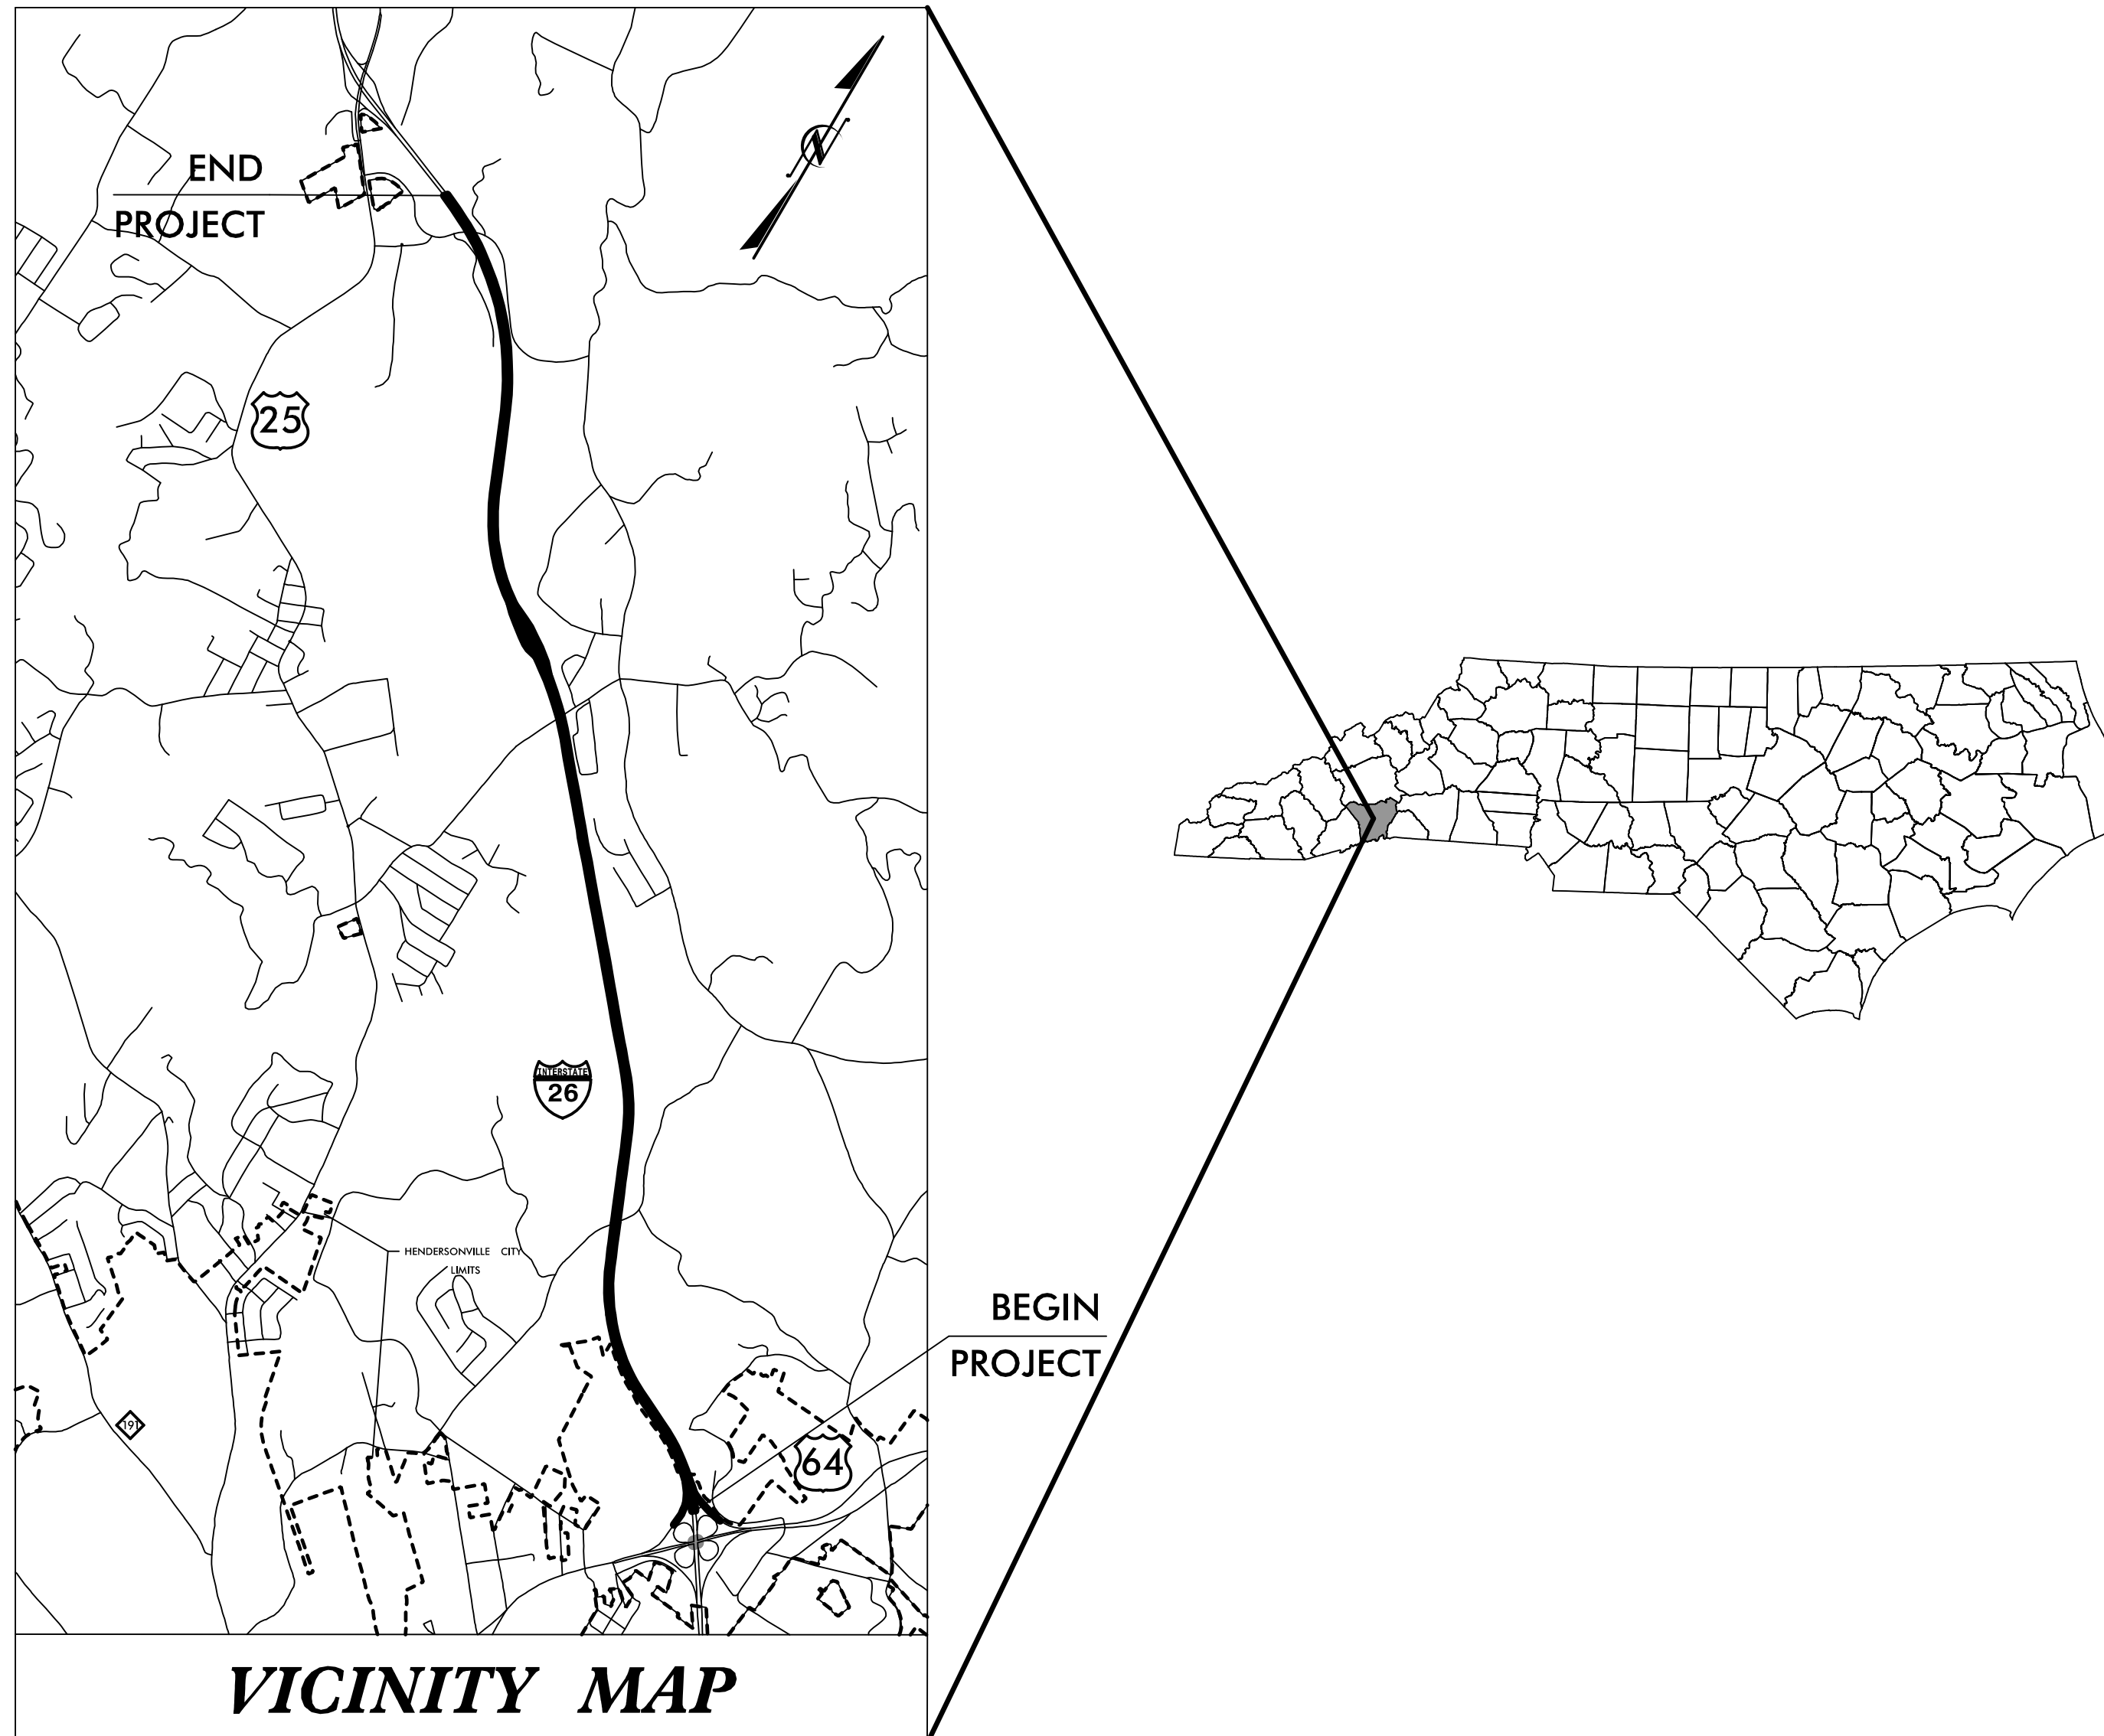 N
END
PROJECT
25
INTERSTATE
26
HENDERSONVILLE CITY
LIMITS
BEGIN
PROJECT
191
64
VICINITY MAP